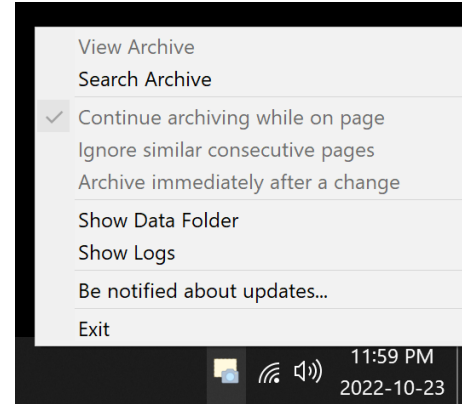 View Archive
Search Archive
Continue archiving while on page
Ignore similar consecutive pages
Archive immediately after a change
Show Data Folder
Show Logs
Be notified about updates...
Exit
11:59 PM
2022-10-23